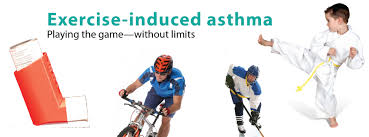 Exercise-induced asthma
Playing the game—without limits